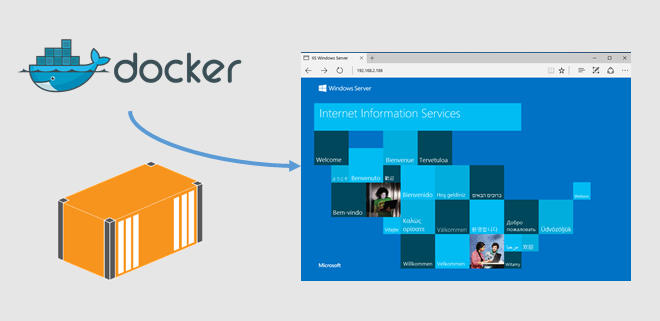 docker
IIS Windows Server
192.168.2.186
Windows Server
Internet Information Services
Welcome
Bienvenue
Tervetuloa
ようこそ
Benvenuto
歡迎
Bem-vindo
Bienvenido
Hoş geldiniz
ברוכים הבאים
Welkom
Vítejte
Καλώς
ορίσατε
Välkommen
환영합니다
Добро
пожаловать
Üdvözöljük
مرحبا
欢迎
Microsoft
Willkommen
Velkommen
Witamy